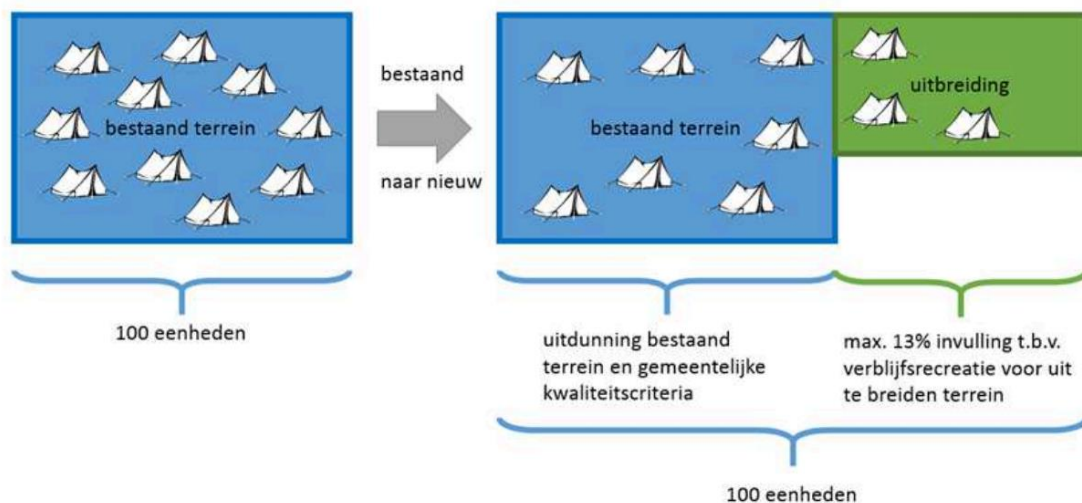 bestaand terrein
100 eenheden
bestaand
naar nieuw
bestaand terrein
uitbreiding
uitdunning bestaand
terrein en gemeentelijke
kwaliteitscriteria
max. 13% invulling t.b.v.
verblijfsrecreatie voor uit
te breiden terrein
100 eenheden